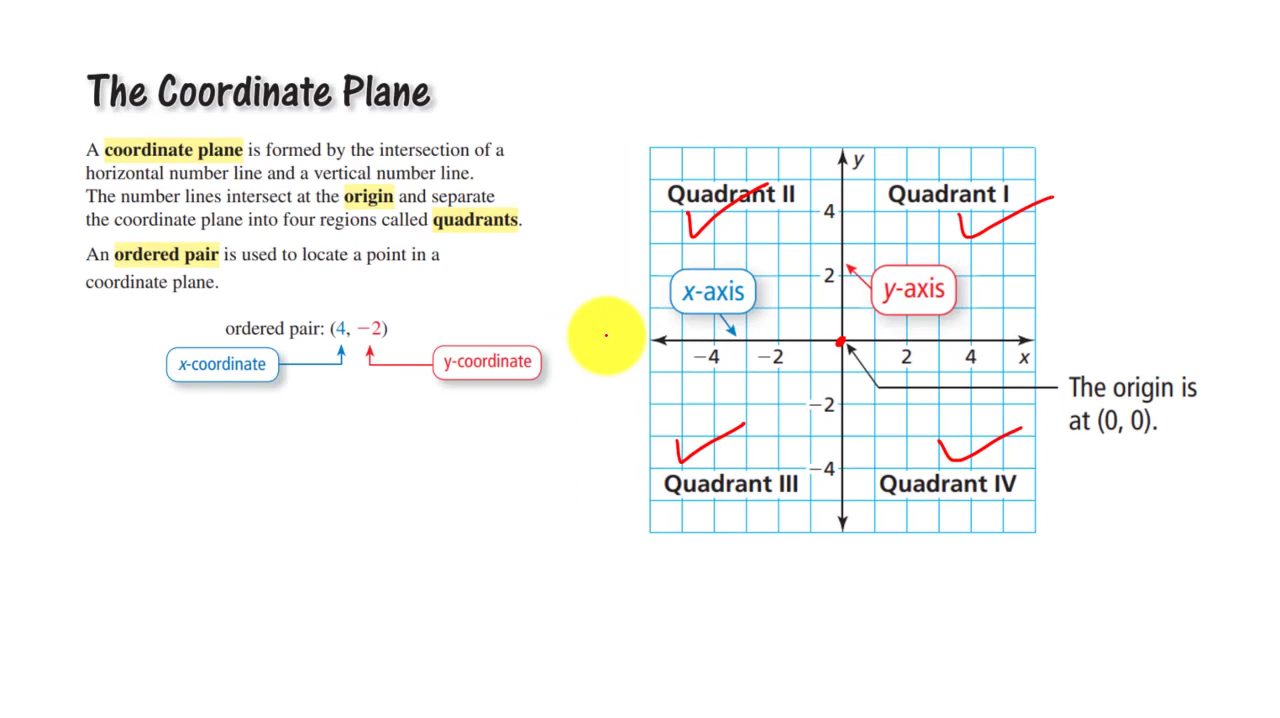 The Coordinate Plane
A coordinate plane is formed by the intersection of a
horizontal number line and a vertical number line.
The number lines intersect at the origin and separate
the coordinate plane into four regions called quadrants.
An ordered pair is used to locate a point in a
coordinate plane.
ordered pair: (4, −2)
x-coordinate
y-coordinate
y
Quadrant II
Quadrant I
4
2
x-axis
y-axis
−4
−2
2
4
x
−2
−4
The origin is
at (0, 0).
Quadrant III
Quadrant IV